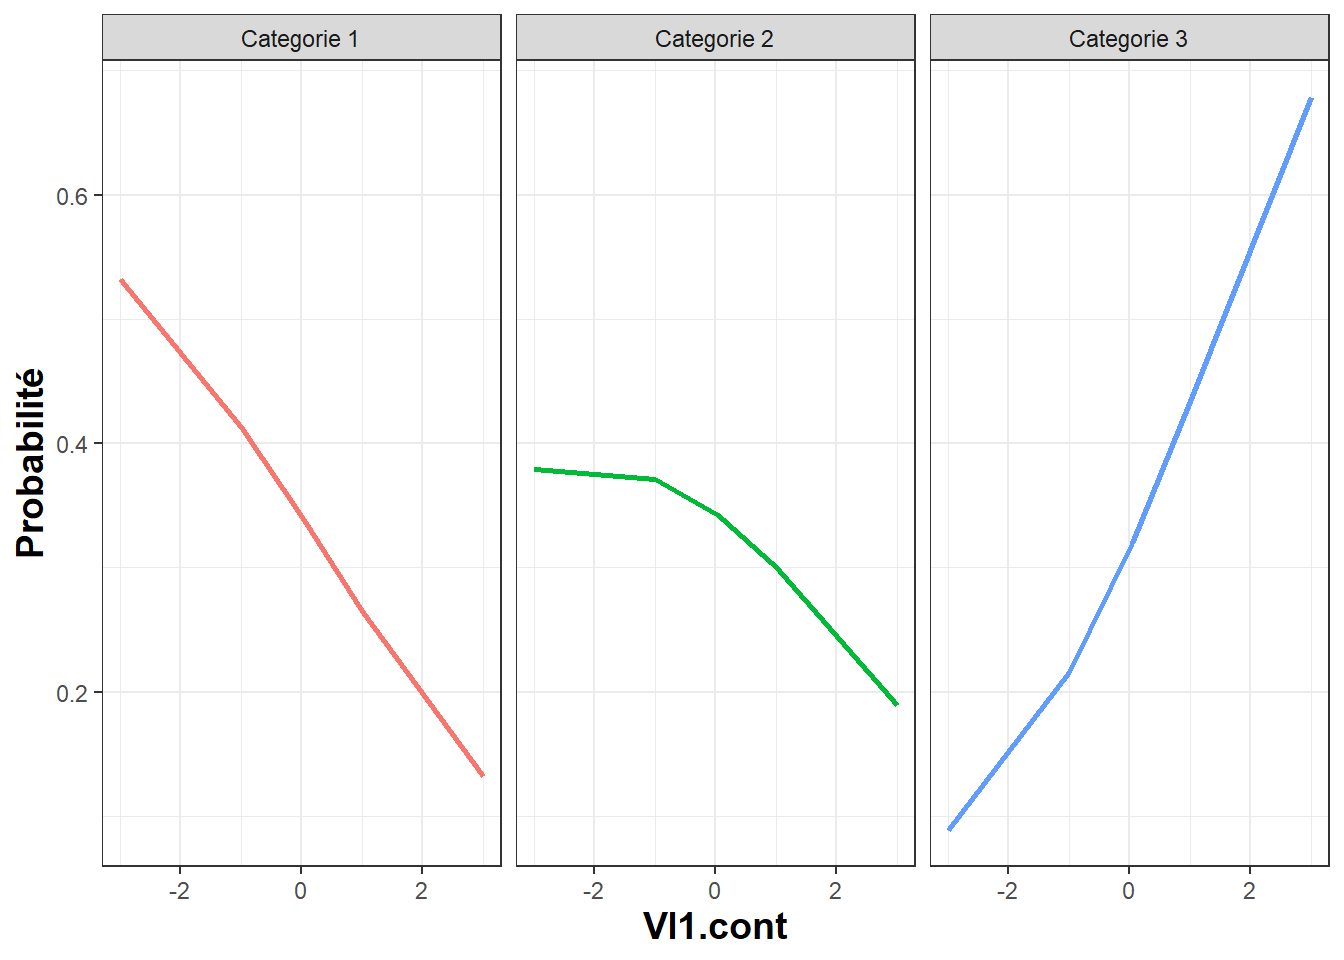 Categorie 1
Categorie 2
Categorie 3
Probabilité
0.6
0.4
0.2
-2 0 2
-2 0 2
-2 0 2
VI1.cont